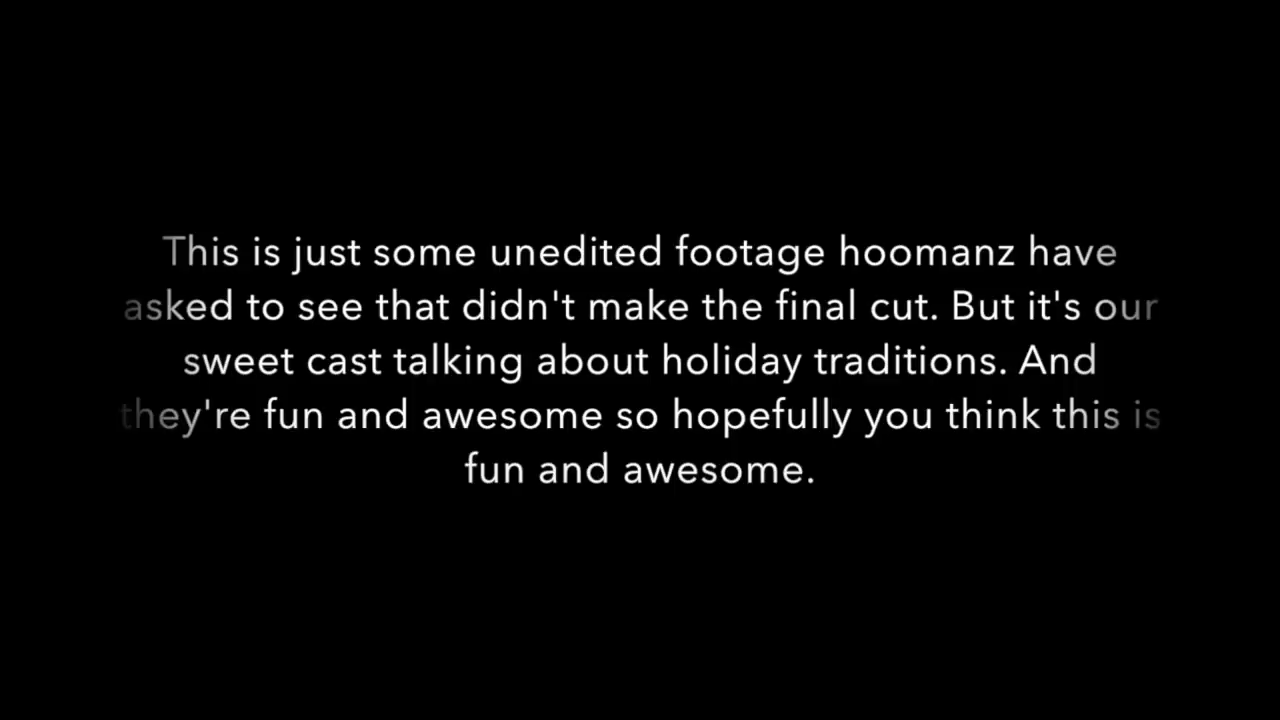 This is just some unedited footage hoomanz have
asked to see that didn't make the final cut. But it's our
sweet cast talking about holiday traditions. And
they're fun and awesome so hopefully you think this is
fun and awesome.